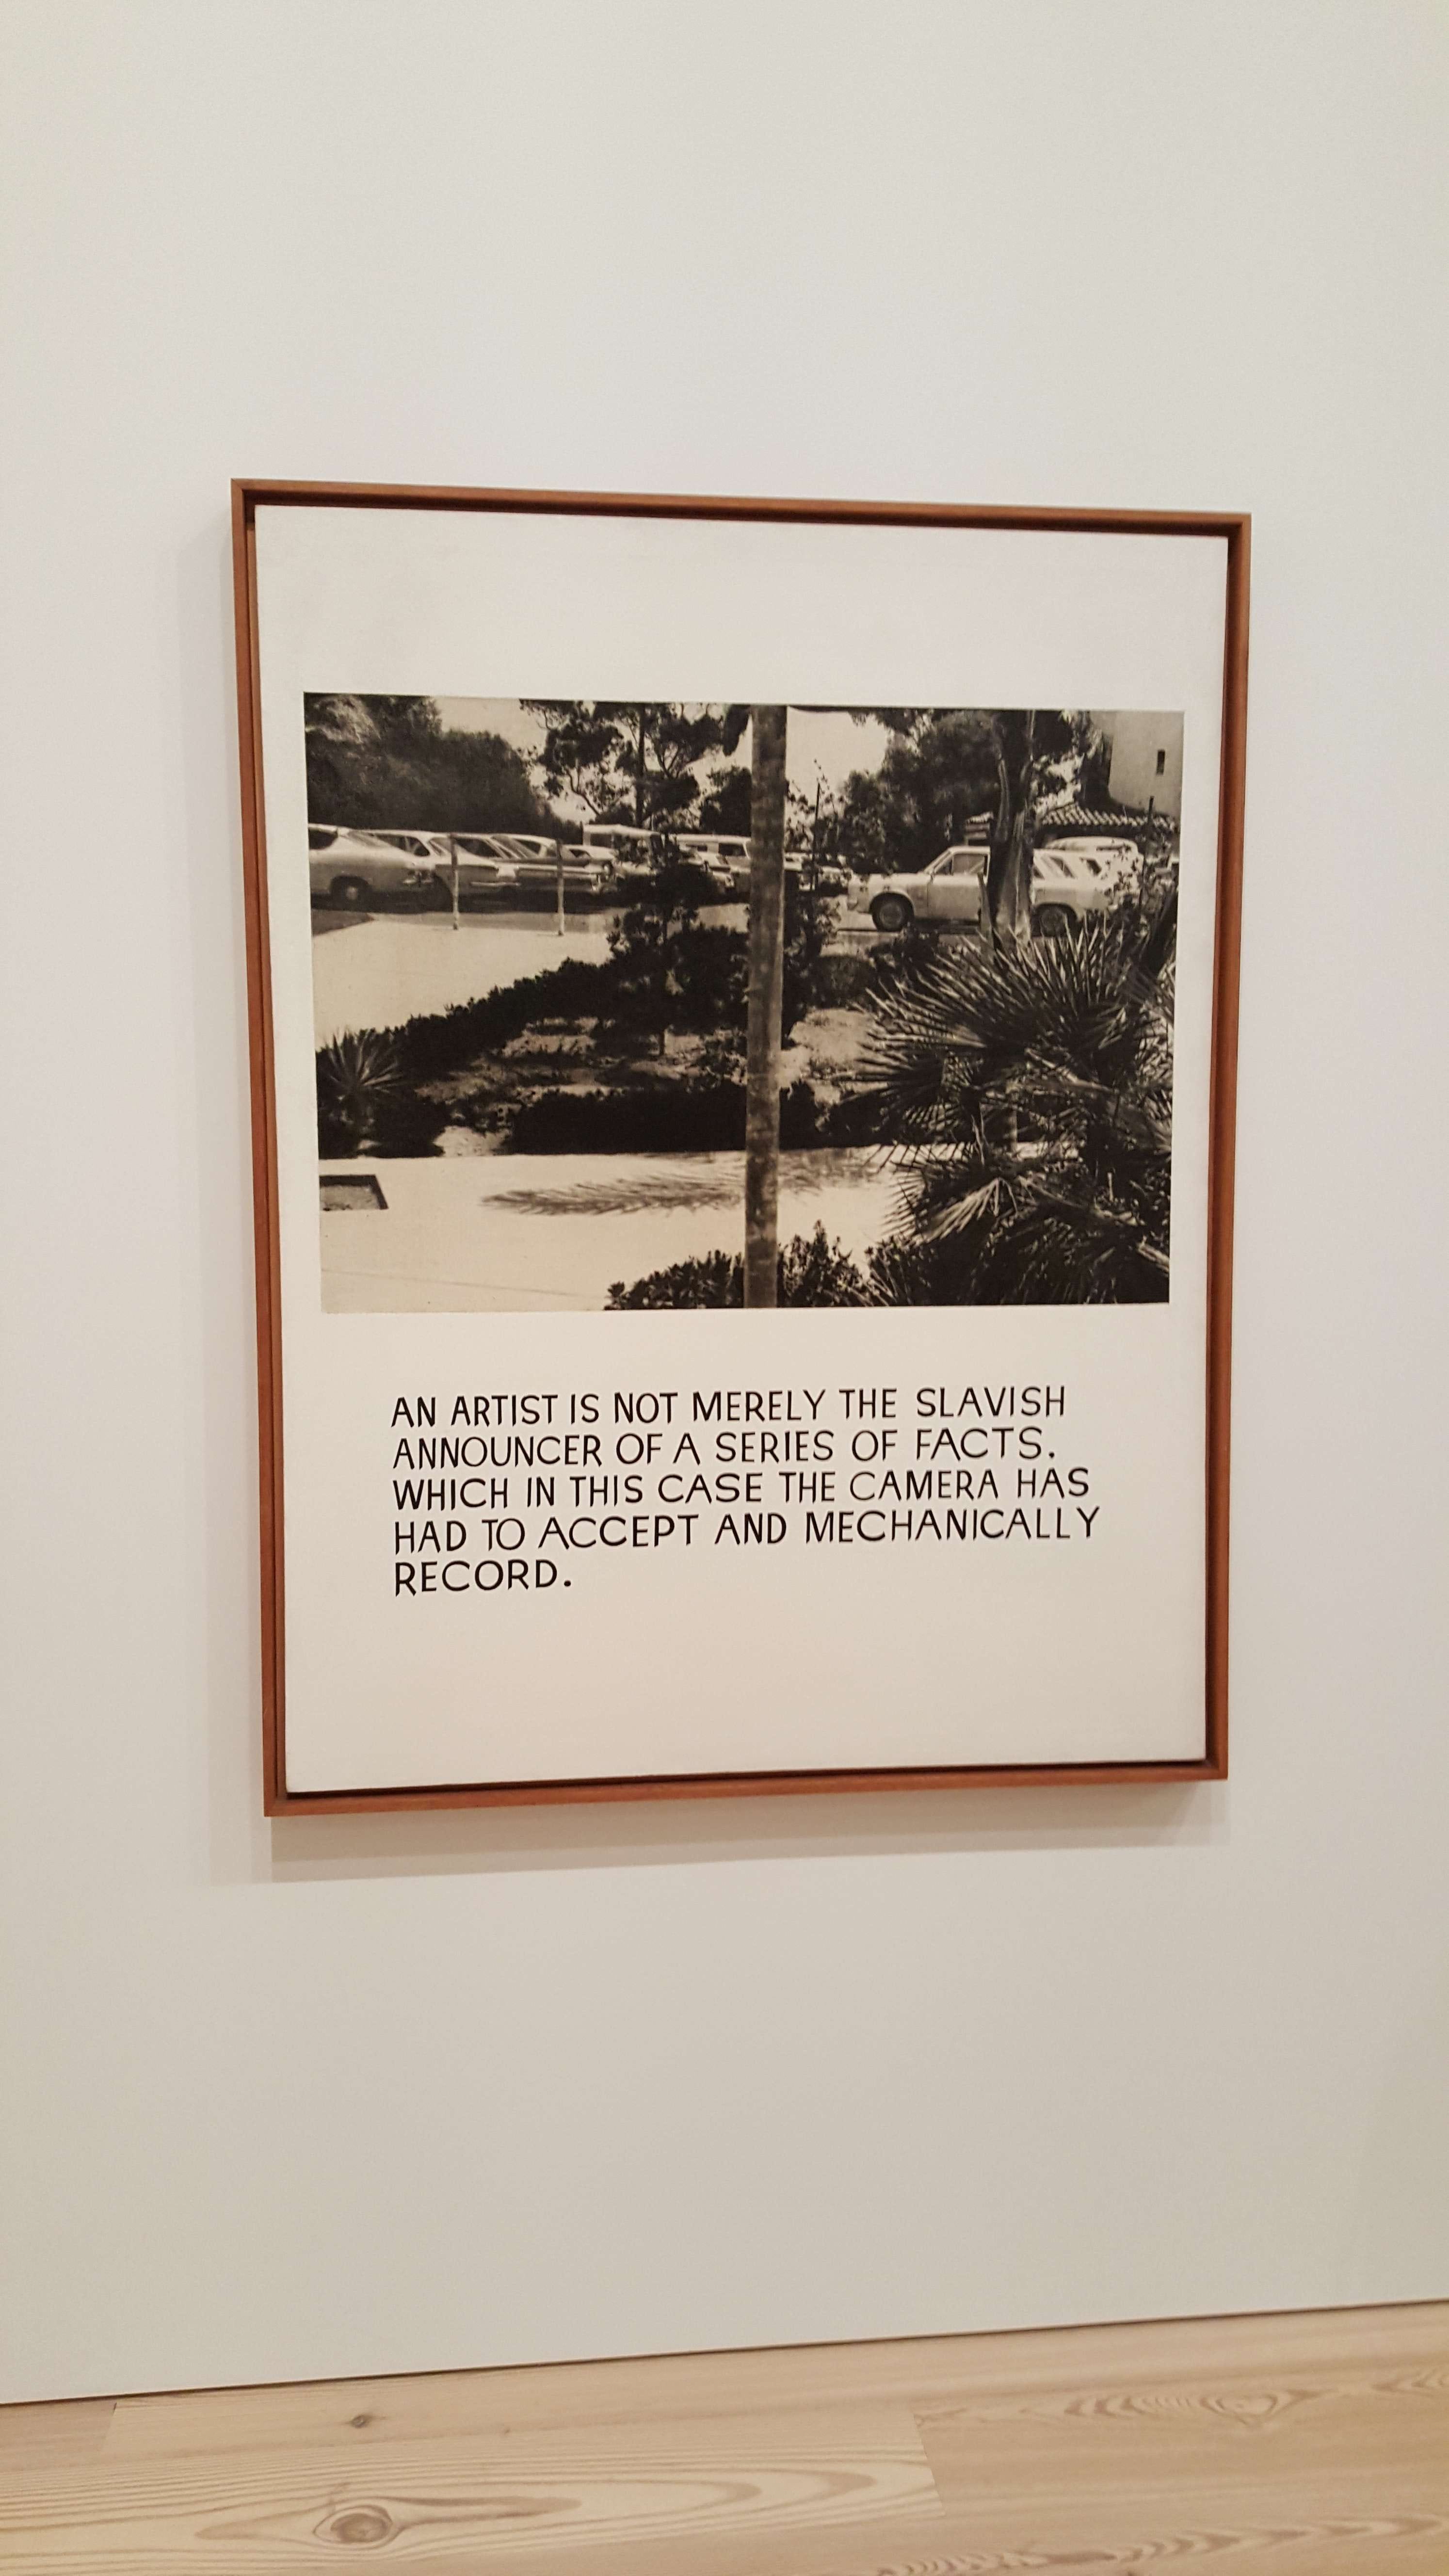 AN ARTIST IS NOT MERELY THE SLAVISH
ANNOUNCER OF A SERIES OF FACTS.
WHICH IN THIS CASE THE CAMERA HAS
HAD TO ACCEPT AND MECHANICALLY
RECORD.